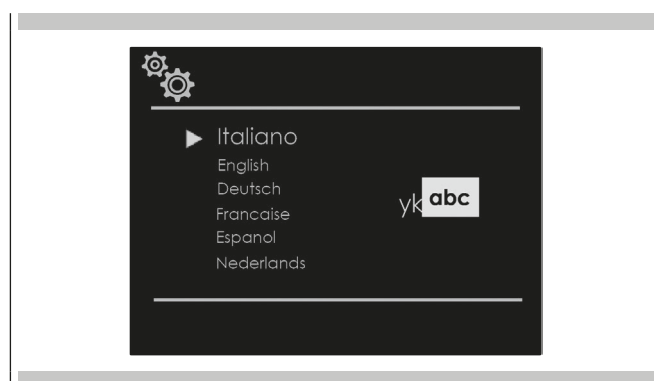 Italiano
English
Deutsch
Francaise
Espanol
Nederlands
yk abc